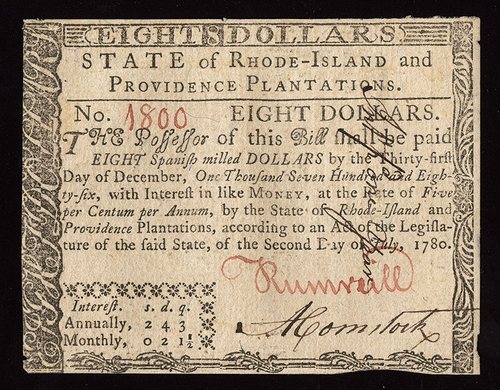 EIGHT 8 DOLLARS
STATE of RHODE-ISLAND and
PROVIDENCE PLANTATIONS.
No. 1800 EIGHT DOLLARS.
THE Poſſeſſor of this Bill ſhall be paid
EIGHT Spaniſh milled DOLLARS by the Thirty-firſt
Day of December, One Thouſand Seven Hundred and Eigh-
ty-ſix, with Intereſt in like MONEY, at the Rate of Five
per Centum per Annum, by the State of Rhode-Iſland and
Providence Plantations, according to an Act of the Legiſla-
ture of the ſaid State, of the Second Day of July, 1780.
Rumreill
A Comstock
Intereſt. s. d. q.
Annually, 2 4 3
Monthly, 0 2 1½